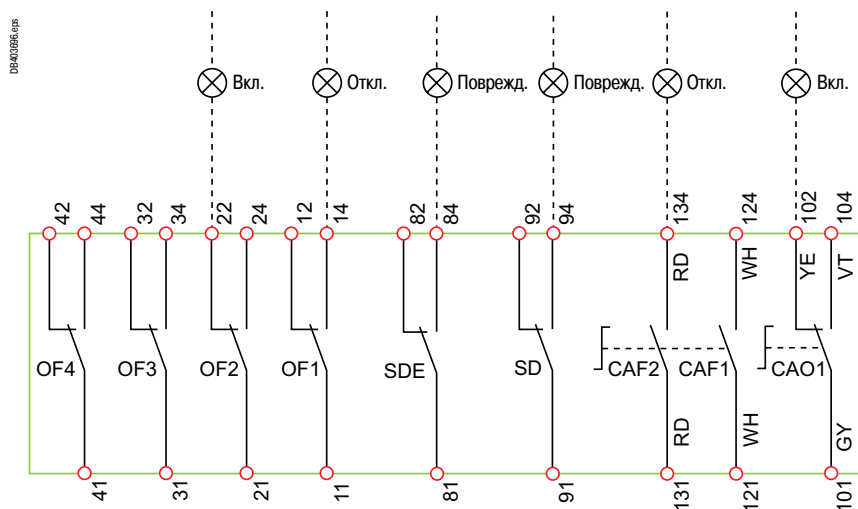 DB403696.eps
Вкл.
Откл.
Поврежд.
Поврежд.
Откл.
Вкл.
42
44
32
34
22
24
12
14
82
84
92
94
134
124
102
104
RD
WH
YE
VT
OF4
OF3
OF2
OF1
SDE
SD
CAF2
CAF1
CAO1
RD
WH
GY
41
31
21
11
81
91
131
121
101